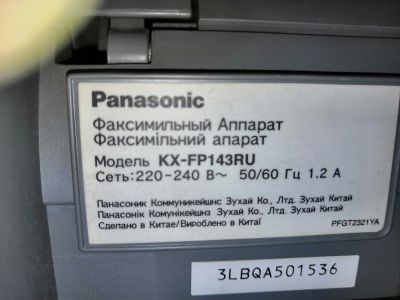 Panasonic
Факсимильный Аппарат
Факсимільний апарат
Модель KX-FP143RU
Сеть:220-240 В~ 50/60 Гц 1.2 А
Панасоник Коммуникейшнс Зухай Ко., Лтд. Зухай Китай
Панасонік Комунікейшнз Зухай Ко., Лтд. Зухай Китай
Сделано в Китае/Вироблено в Китаї
PFGT2321YA
3LBQA501536